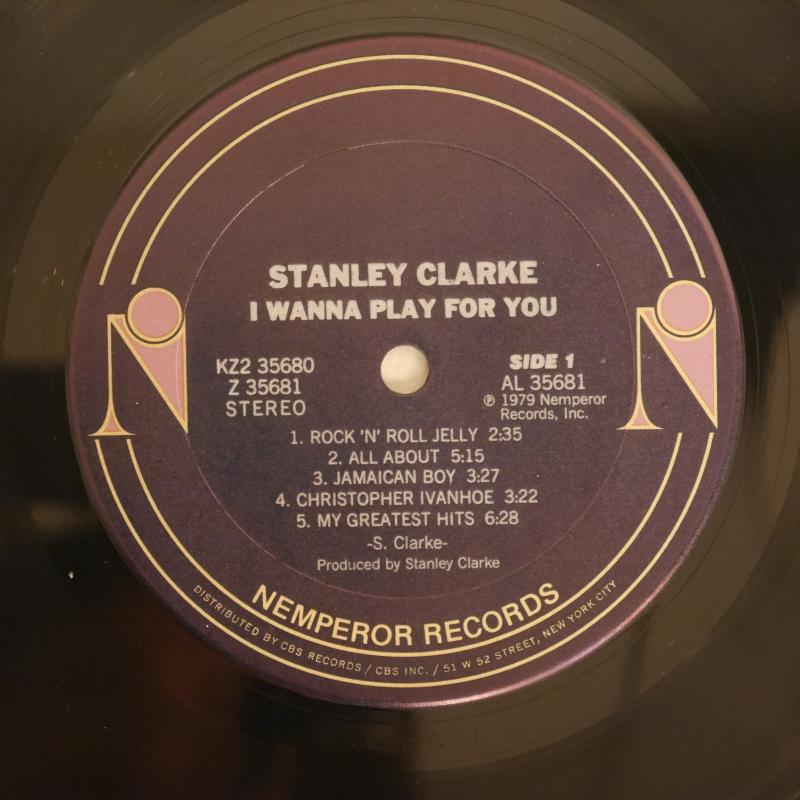 STANLEY CLARKE
I WANNA PLAY FOR YOU
KZ2 35680
Z 35681
STEREO
SIDE 1
AL 35681
℗ 1979 Nemperor
Records, Inc.
1. ROCK 'N' ROLL JELLY 2:35
2. ALL ABOUT 5:15
3. JAMAICAN BOY 3:27
4. CHRISTOPHER IVANHOE 3:22
5. MY GREATEST HITS 6:28
-S. Clarke-
Produced by Stanley Clarke
NEMPEROR RECORDS
DISTRIBUTED BY CBS RECORDS / CBS INC. / 51 W 52 STREET, NEW YORK CITY